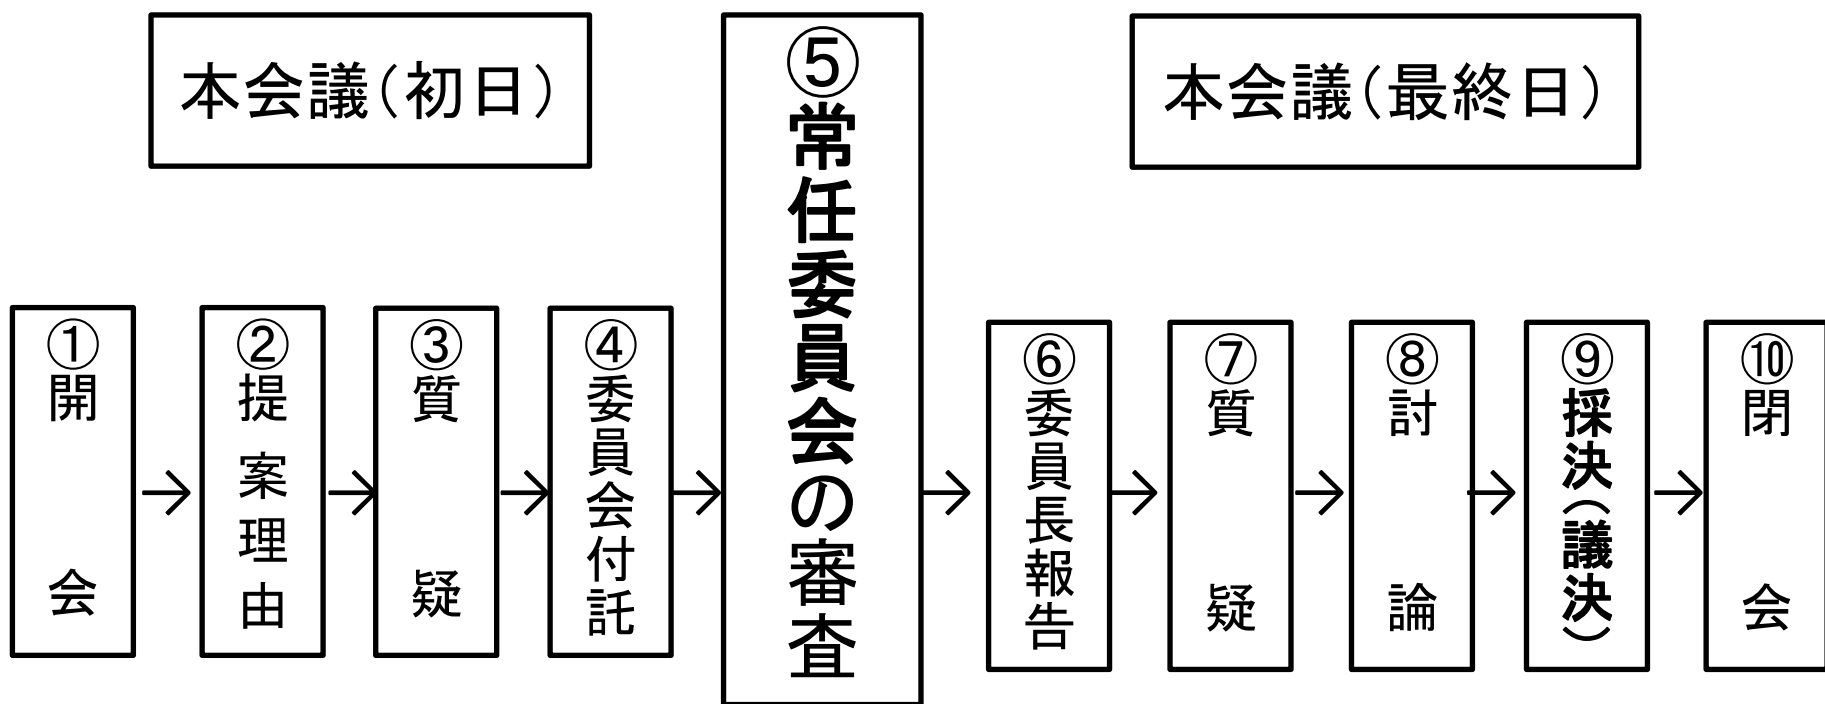 本会議（初日）
①開会
②提案理由
③質疑
④委員会付託
⑤常任委員会の審査
本会議（最終日）
⑥委員長報告
⑦質疑
⑧討論
⑨採決（議決）
⑩閉会